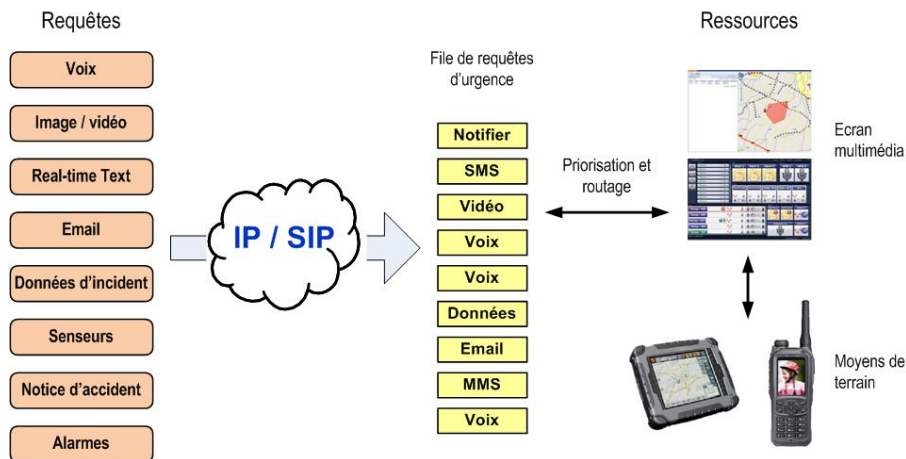 Requêtes
Voix
Image / vidéo
Real-time Text
Email
Données d'incident
Senseurs
Notice d'accident
Alarmes
IP / SIP
File de requêtes
d'urgence
Notifier
SMS
Vidéo
Voix
Voix
Données
Email
MMS
Voix
Priorisation et
routage
Ressources
Ecran
multimédia
Moyens de
terrain